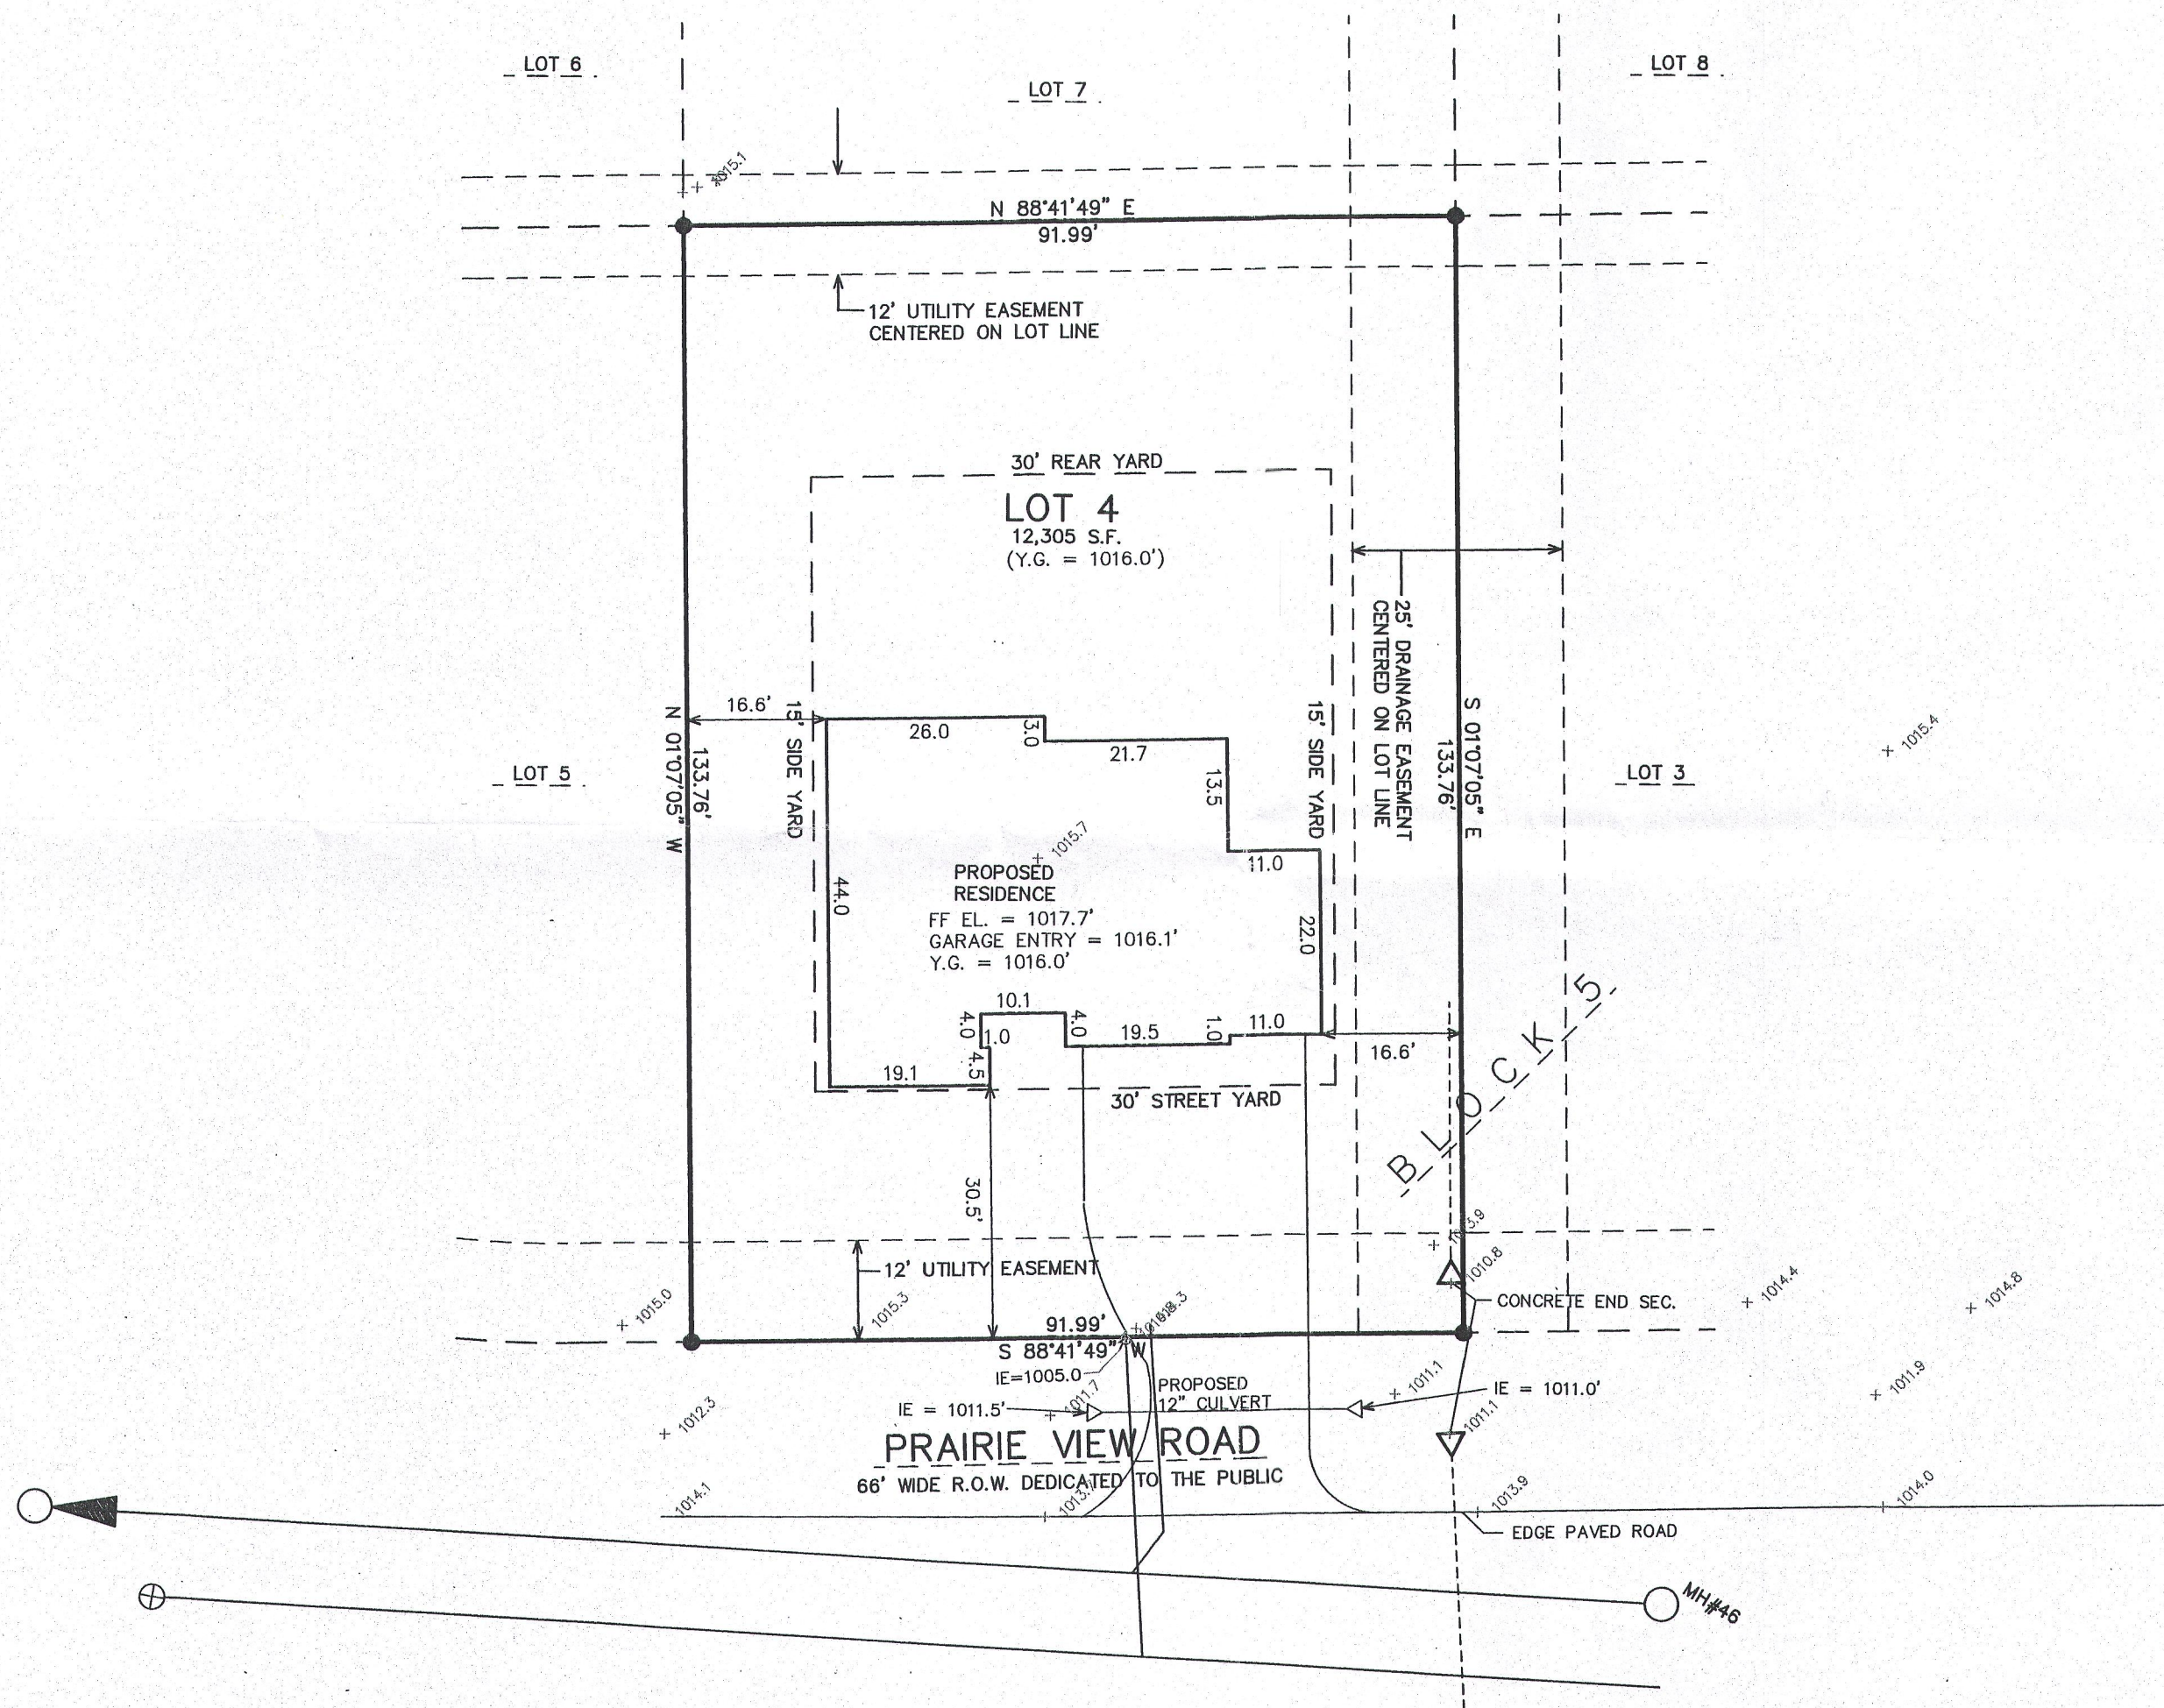 LOT 6
LOT 7
LOT 8
1015.1
N 88°41'49" E
91.99'
12' UTILITY EASEMENT
CENTERED ON LOT LINE
30' REAR YARD
LOT 4
12,305 S.F.
(Y.G. = 1016.0')
25' DRAINAGE EASEMENT
CENTERED ON LOT LINE
N 01°07'05" W
133.76'
16.6'
15' SIDE YARD
26.0
3.0
21.7
13.5
15' SIDE YARD
133.76'
S 01°07'05" E
1015.4
LOT 5
LOT 3
1015.7
11.0
44.0
PROPOSED
RESIDENCE
FF EL. = 1017.7'
GARAGE ENTRY = 1016.1'
Y.G. = 1016.0'
22.0
10.1
4.0
1.0
4.0
19.5
1.0
11.0
16.6'
4.5
19.1
30' STREET YARD
BLOCK 5
30.5'
12' UTILITY EASEMENT
1010.8
CONCRETE END SEC.
1014.4
1014.8
1015.0
1015.3
91.99'
S 88°41'49" W
IE=1005.0
PROPOSED
12" CULVERT
IE = 1011.5'
1011.7
1011.1
IE = 1011.0'
1011.9
1012.3
1011.1
PRAIRIE VIEW ROAD
66' WIDE R.O.W. DEDICATED TO THE PUBLIC
1014.1
1013.9
1014.0
EDGE PAVED ROAD
MH#46